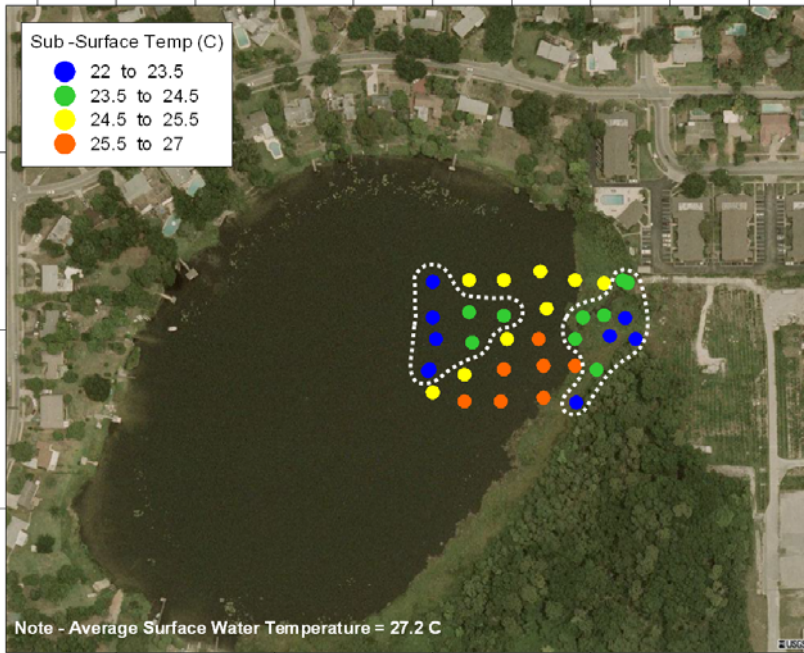 Sub -Surface Temp (C)
22 to 23.5
23.5 to 24.5
24.5 to 25.5
25.5 to 27
Note - Average Surface Water Temperature = 27.2 C
USGS